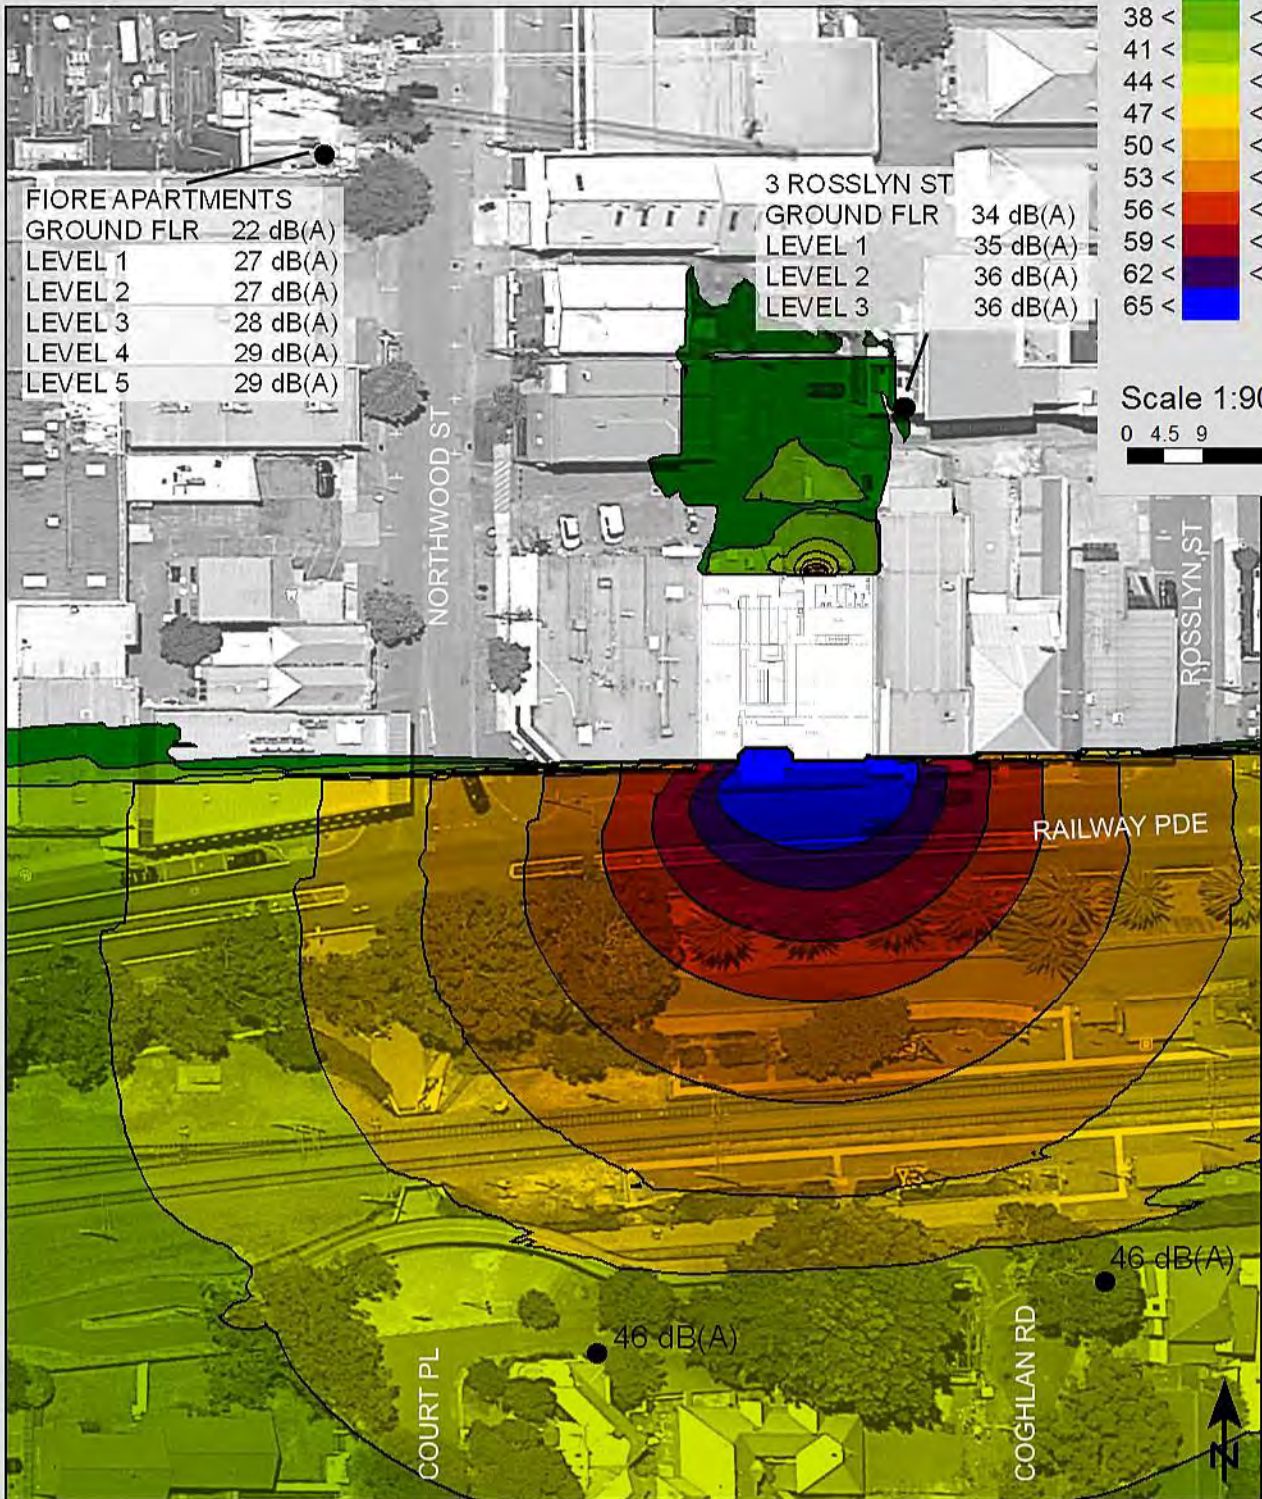 38 < <
41 < <
44 < <
47 < <
50 < <
53 < <
56 < <
59 < <
62 < <
65 <
Scale 1:90
0 4.5 9
FIORE APARTMENTS
GROUND FLR 22 dB(A)
LEVEL 1 27 dB(A)
LEVEL 2 27 dB(A)
LEVEL 3 28 dB(A)
LEVEL 4 29 dB(A)
LEVEL 5 29 dB(A)
3 ROSSLYN ST
GROUND FLR 34 dB(A)
LEVEL 1 35 dB(A)
LEVEL 2 36 dB(A)
LEVEL 3 36 dB(A)
NORTHWOOD ST
ROSSLYN ST
RAILWAY PDE
46 dB(A)
46 dB(A)
COURT PL
COGHLAN RD
N